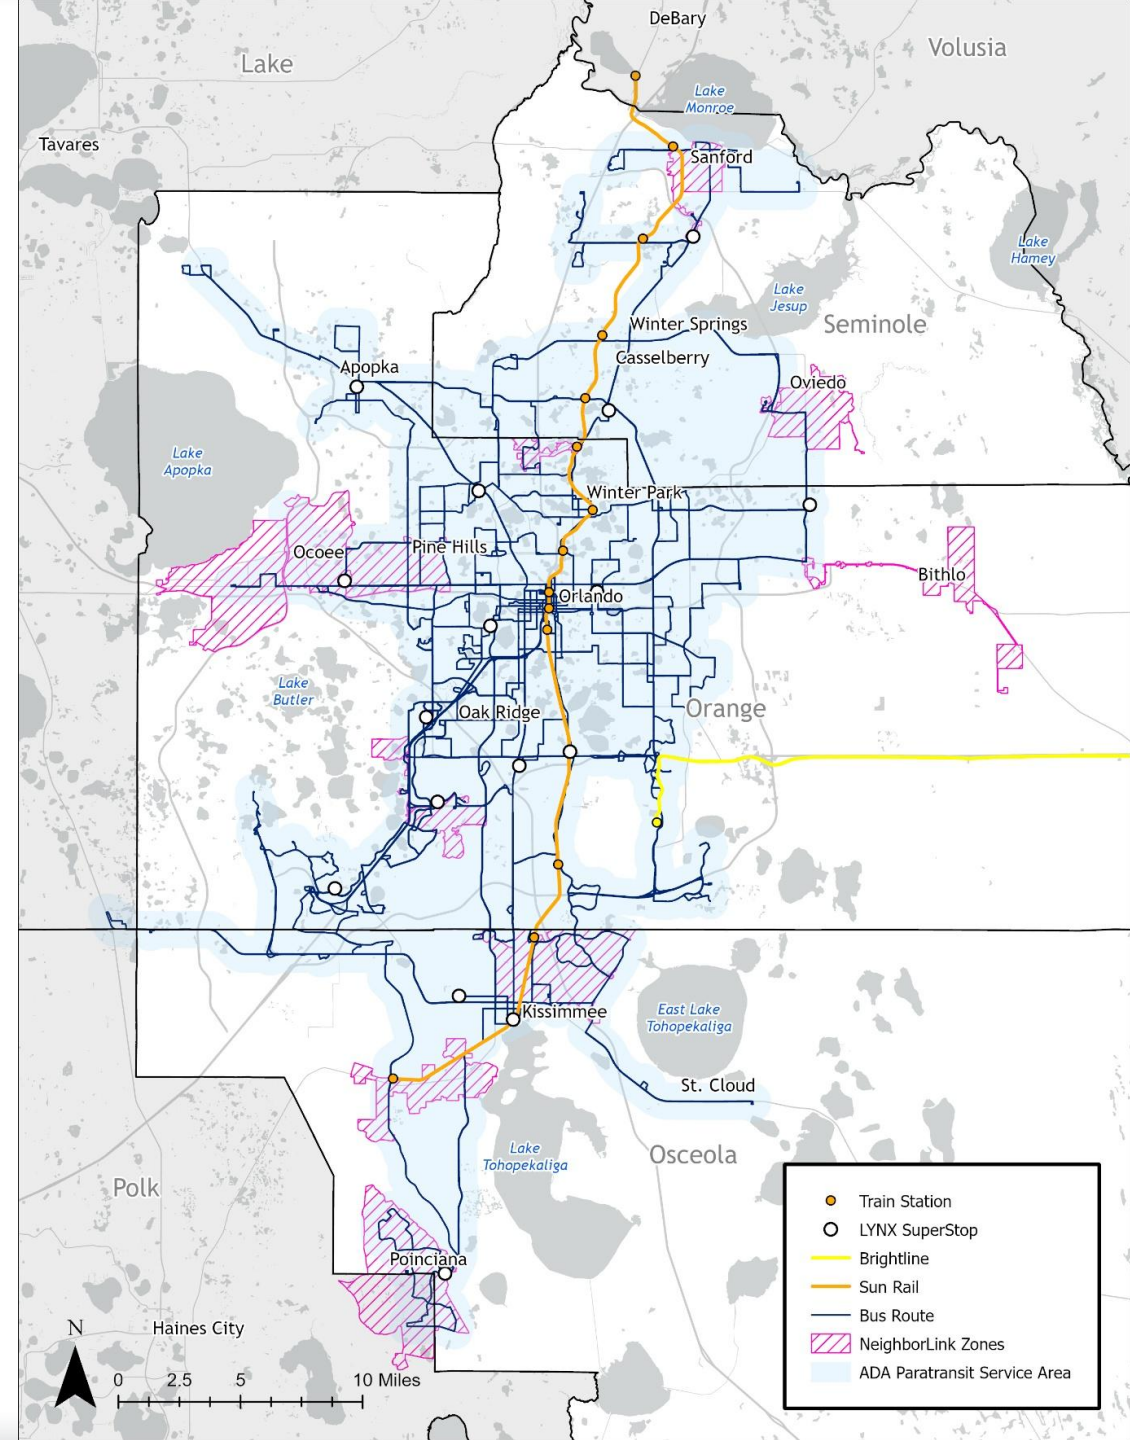 DeBary
Volusia
Lake
Lake
Monroe
Tavares
Sanford
Lake
Hamey
Lake
Jesup
Winter Springs
Seminole
Casselberry
Apopka
Oviedo
Lake
Apopka
Winter Park
Ocoee
Pine Hills
Bithlo
Orlando
Lake
Butler
Oak Ridge
Orange
Kissimmee
East Lake
Tohopekaliga
St. Cloud
Lake
Tohopekaliga
Osceola
Polk
Poinciana
Haines City
N
0 2.5 5 10 Miles
Train Station
LYNX SuperStop
Brightline
Sun Rail
Bus Route
NeighborLink Zones
ADA Paratransit Service Area